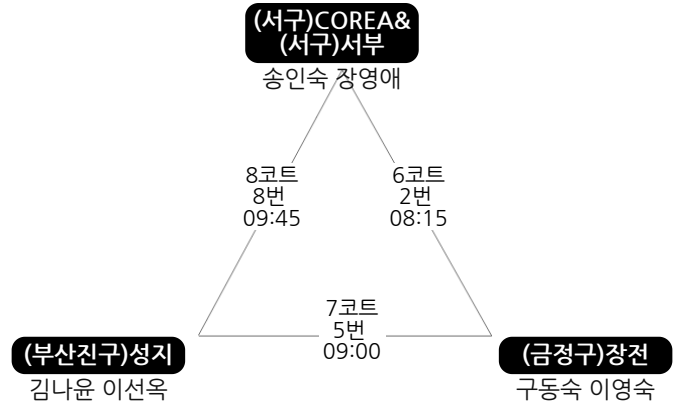 (서구)COREA&
(서구)서부
송인숙 장영애
8코트
8번
09:45
6코트
2번
08:15
7코트
5번
09:00
(부산진구)성지
김나윤 이선옥
(금정구)장전
구동숙 이영숙